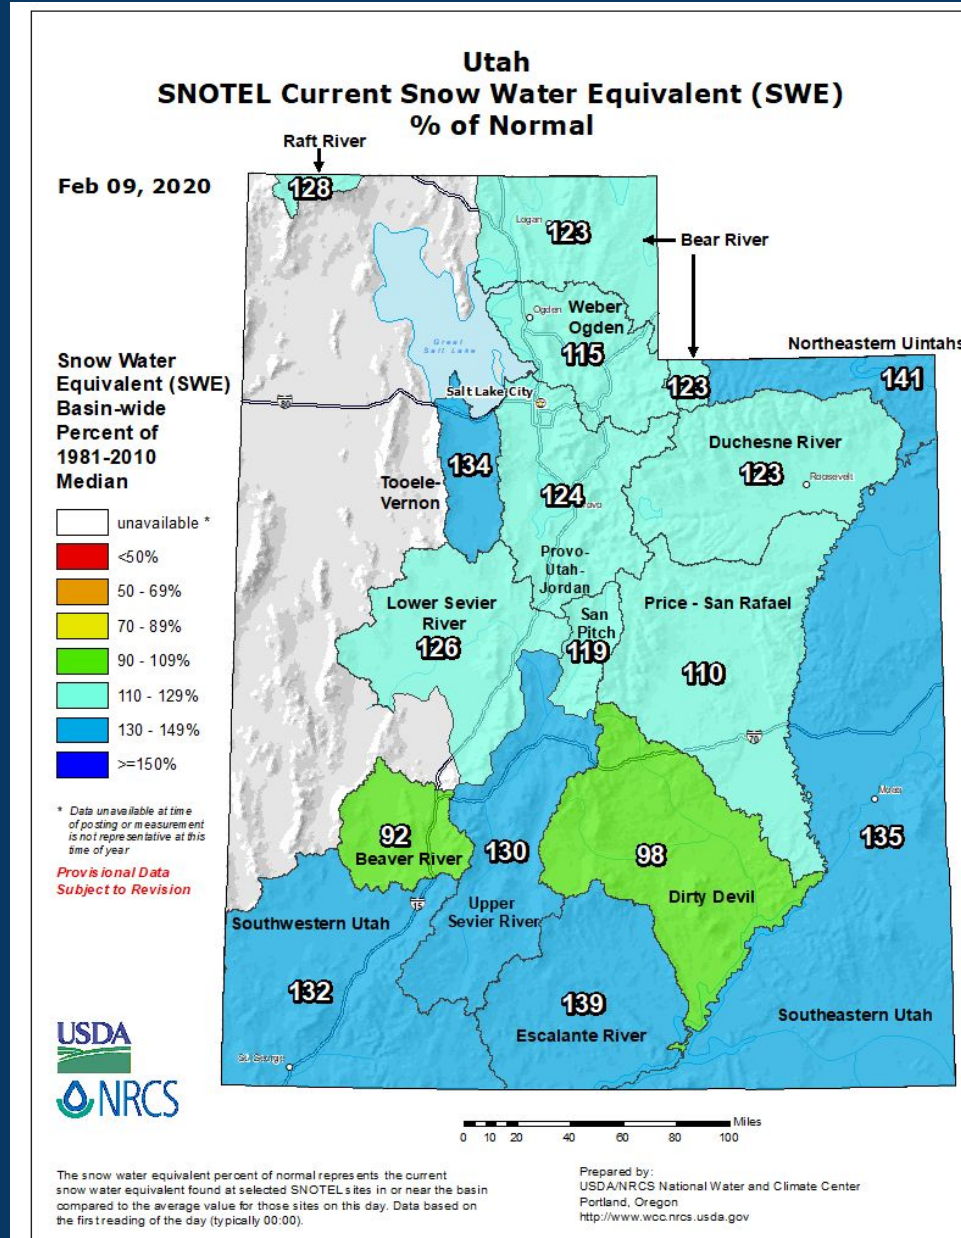 Utah
SNOTEL Current Snow Water Equivalent (SWE)
% of Normal
Raft River
Feb 09, 2020
128
Logan
123
Bear River
Ogden
Weber
Ogden
115
Northeastern Uintahs
141
123
Great
Salt Lake
Salt Lake City
80
Snow Water
Equivalent (SWE)
Basin-wide
Percent of
1981-2010
Median
134
Tooele-
Vernon
Duchesne River
123
Roosevelt
124
Provo
Provo-
Utah-
Jordan
unavailable *
<50%
50 - 69%
70 - 89%
90 - 109%
110 - 129%
130 - 149%
>=150%
Lower Sevier
River
126
San
Pitch
119
Price - San Rafael
110
70
Moab
135
* Data unavailable at time
of posting or measurement
is not representative at this
time of year
Provisional Data
Subject to Revision
92
Beaver River
130
98
Dirty Devil
15
Upper
Sevier River
Southwestern Utah
132
139
Escalante River
Southeastern Utah
St. George
USDA
NRCS
Miles
0 10 20 40 60 80 100
The snow water equivalent percent of normal represents the current
snow water equivalent found at selected SNOTEL sites in or near the basin
compared to the average value for those sites on this day. Data based on
the first reading of the day (typically 00:00).
Prepared by:
USDA/NRCS National Water and Climate Center
Portland, Oregon
http://www.wcc.nrcs.usda.gov